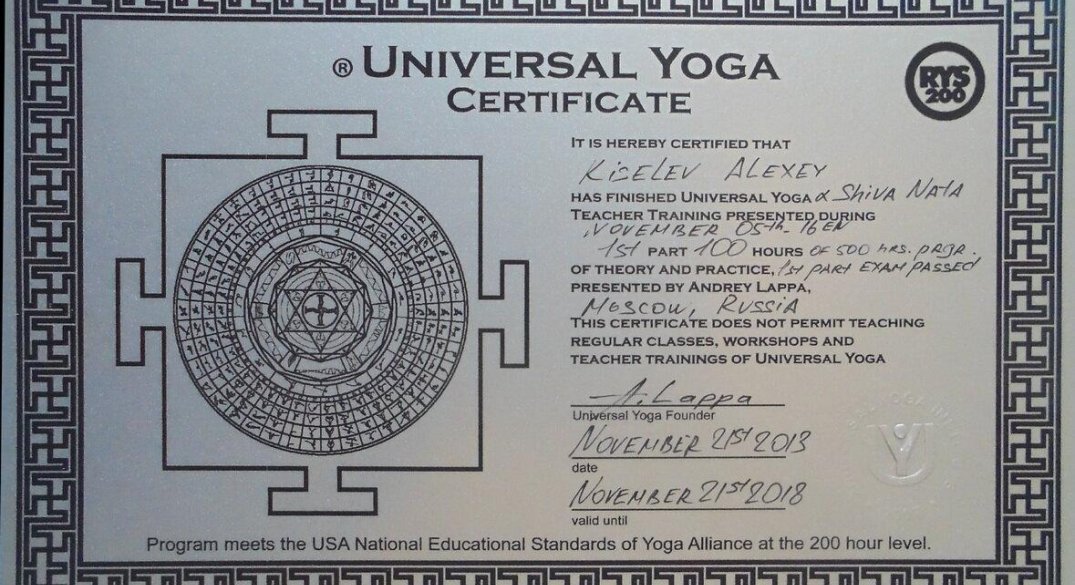 ® UNIVERSAL YOGA
CERTIFICATE
RYS
200
IT IS HEREBY CERTIFIED THAT
KISELEV ALEXEY
HAS FINISHED UNIVERSAL YOGA & SHIVA NATA
TEACHER TRAINING PRESENTED DURING
NOVEMBER 05th - 16
1st PART 100 HOURS OF 500 HRS. PRGR.
OF THEORY AND PRACTICE, 1st PART EXAM PASSED
PRESENTED BY ANDREY LAPPA,
MOSCOW, RUSSIA
THIS CERTIFICATE DOES NOT PERMIT TEACHING
REGULAR CLASSES, WORKSHOPS AND
TEACHER TRAININGS OF UNIVERSAL YOGA
A. Lappa
Universal Yoga Founder
NOVEMBER 21ST 2013
date
NOVEMBER 21ST 2018
valid until
Program meets the USA National Educational Standards of Yoga Alliance at the 200 hour level.